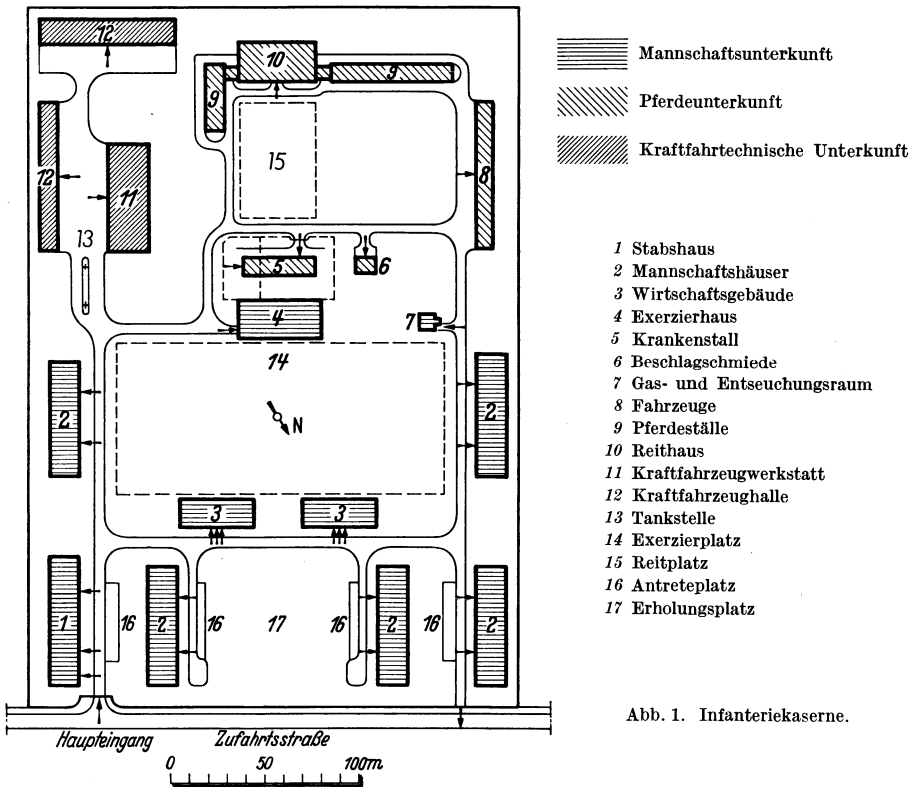 12
10
9
9
15
12
11
8
13
5
6
4
7
14
2
2
N
3
3
1
16
2
16
17
16
2
16
2
Haupteingang
Zufahrtsstraße
0 50 100m
Mannschaftsunterkunft
Pferdeunterkunft
Kraftfahrtechnische Unterkunft
1 Stabshaus
2 Mannschaftshäuser
3 Wirtschaftsgebäude
4 Exerzierhaus
5 Krankenstall
6 Beschlagschmiede
7 Gas- und Entseuchungsraum
8 Fahrzeuge
9 Pferdeställe
10 Reithaus
11 Kraftfahrzeugwerkstatt
12 Kraftfahrzeughalle
13 Tankstelle
14 Exerzierplatz
15 Reitplatz
16 Antreteplatz
17 Erholungsplatz
Abb. 1. Infanteriekaserne.